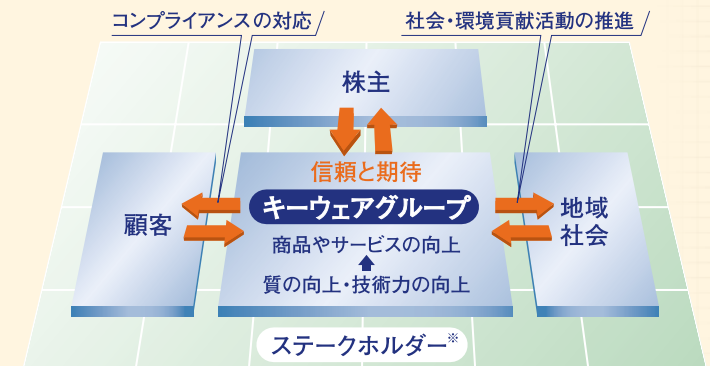 コンプライアンスの対応
社会・環境貢献活動の推進
株主
信頼と期待
キーウェアグループ
顧客
地域
社会
商品やサービスの向上
質の向上・技術力の向上
ステークホルダー※